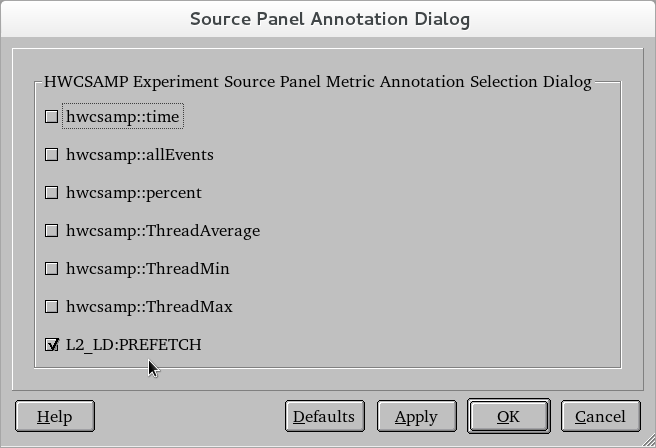 Source Panel Annotation Dialog
HWCSAMP Experiment Source Panel Metric Annotation Selection Dialog
hwcsamp::time
hwcsamp::allEvents
hwcsamp::percent
hwcsamp::ThreadAverage
hwcsamp::ThreadMin
hwcsamp::ThreadMax
L2_LD:PREFETCH
Help Defaults Apply OK Cancel